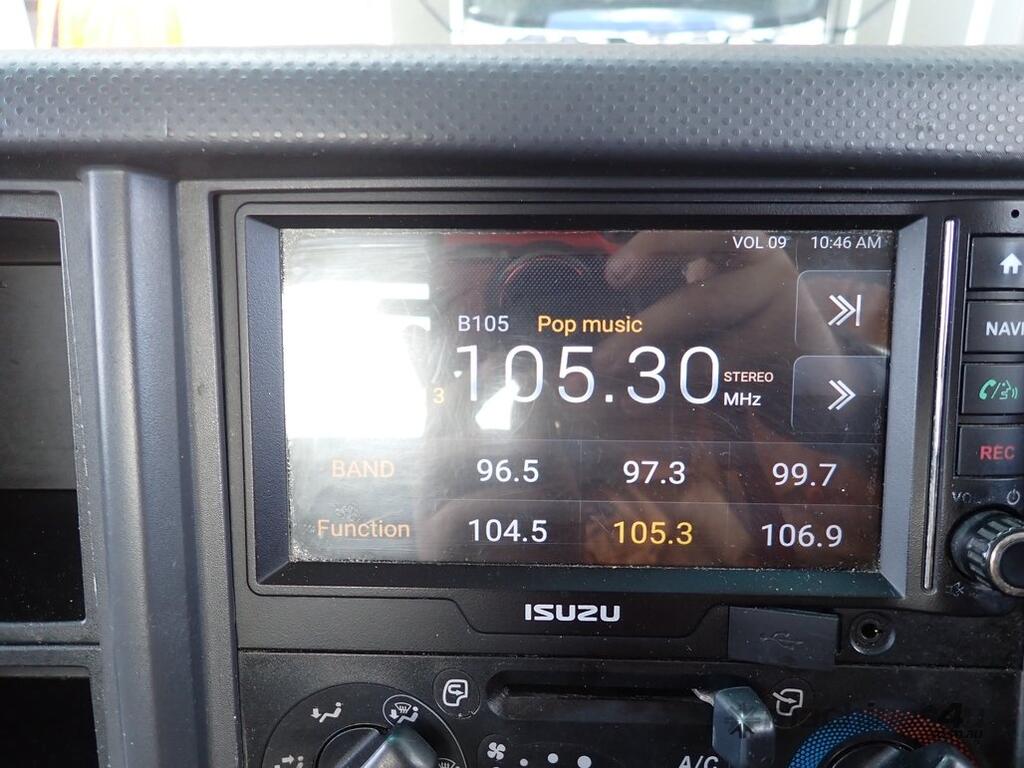 VOL 09 10:46 AM
B105 Pop music
3 105.30 STEREO
MHz
BAND 96.5 97.3 99.7
Function 104.5 105.3 106.9
NAVI
REC
ISUZU
A/C